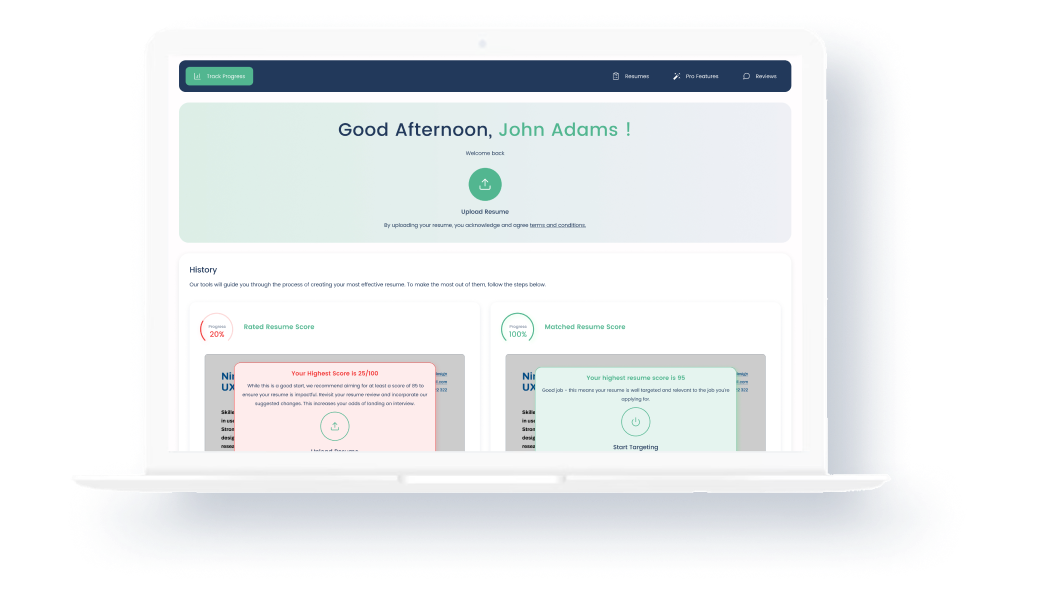 Track Progress
Resumes
Pro Features
Reviews
Good Afternoon, John Adams !
Welcome back
Upload Resume
By uploading your resume, you acknowledge and agree terms and conditions.
History
Our tools will guide you through the process of creating your most effective resume. To make the most out of them, follow the steps below.
Progress
20%
Rated Resume Score
Your Highest Score is 25/100
While this is a good start, we recommend aiming for at least a score of 95 to
ensure your resume is impactful. Revisit your resume review and incorporate our
suggested changes. This increases your odds of landing an interview.
Upload Resume
Progress
100%
Matched Resume Score
Your highest resume score is 95
Good job – this means your resume is well targeted and relevant to the job you're
applying for.
Start Targeting